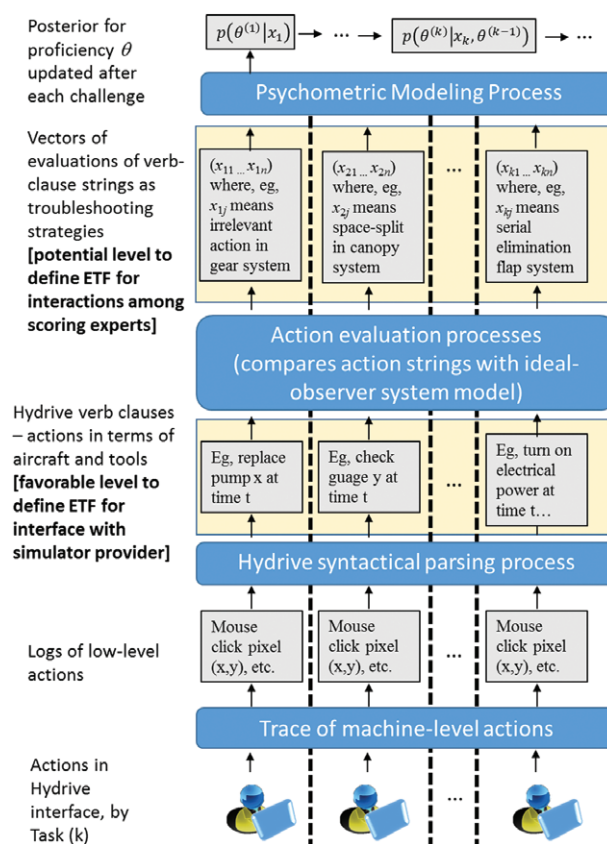 Posterior for
proficiency θ
updated after
each challenge
p(θ⁽¹⁾|x₁)
...
p(θ⁽ᵏ⁾|xₖ, θ⁽ᵏ⁻¹⁾)
...
Psychometric Modeling Process
Vectors of
evaluations of verb-
clause strings as
troubleshooting
strategies
[potential level to
define ETF for
interactions among
scoring experts]
(x₁₁ ... x₁ₙ)
where, eg,
x₁ⱼ means
irrelevant
action in
gear system
(x₂₁ ... x₂ₙ)
where, eg,
x₂ⱼ means
space-split
in canopy
system
...
(xₖ₁ ... xₖₙ)
where, eg,
xₖⱼ means
serial
elimination
flap system
Action evaluation processes
(compares action strings with ideal-
observer system model)
Hydrive verb clauses
– actions in terms of
aircraft and tools
[favorable level to
define ETF for
interface with
simulator provider]
Eg, replace
pump x at
time t
Eg, check
guage y at
time t
...
Eg, turn on
electrical
power at
time t...
Hydrive syntactical parsing process
Logs of low-level
actions
Mouse
click pixel
(x,y), etc.
Mouse
click pixel
(x,y), etc.
...
Mouse
click pixel
(x,y), etc.
Trace of machine-level actions
Actions in
Hydrive
interface, by
Task (k)
...